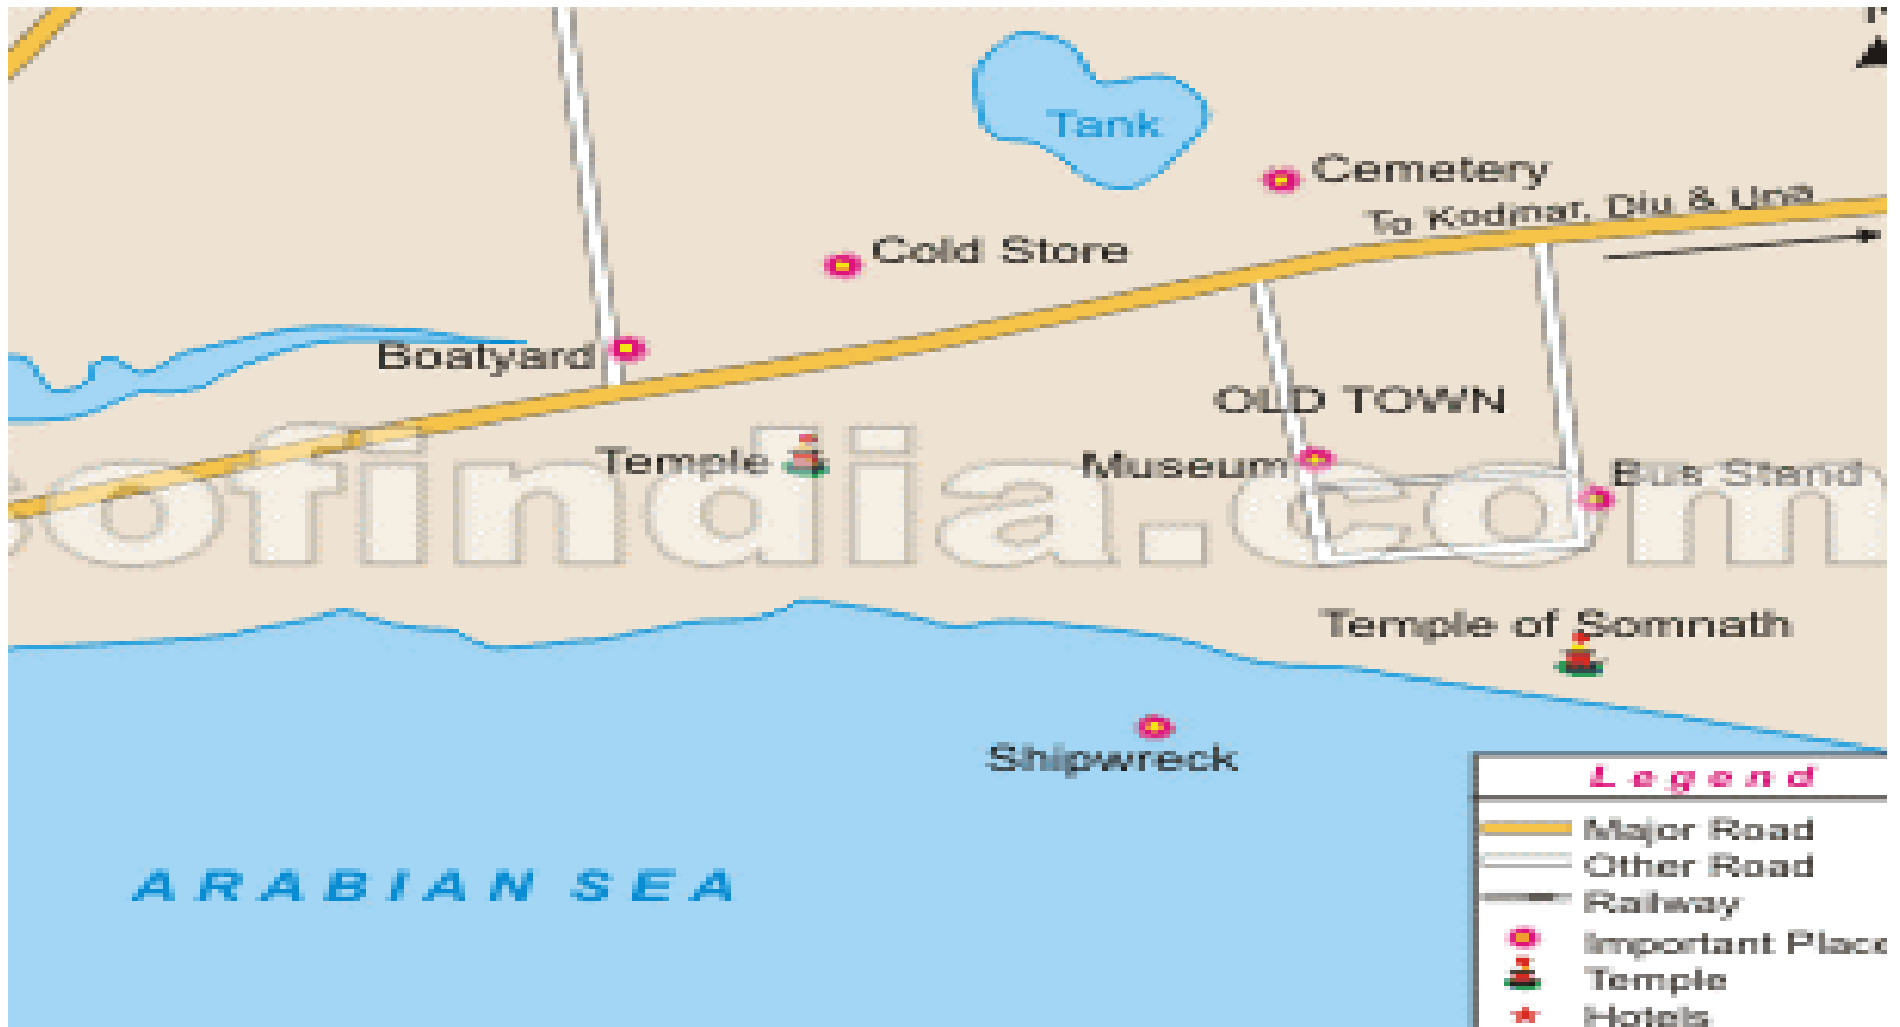 Tank
Cemetery
To Kodinar, Diu & Una
Cold Store
Boatyard
OLD TOWN
Temple
Museum
Bus Stand
sofindia.com
Temple of Somnath
Shipwreck
ARABIAN SEA
Legend
Major Road
Other Road
Railway
Important Place
Temple
Hotels